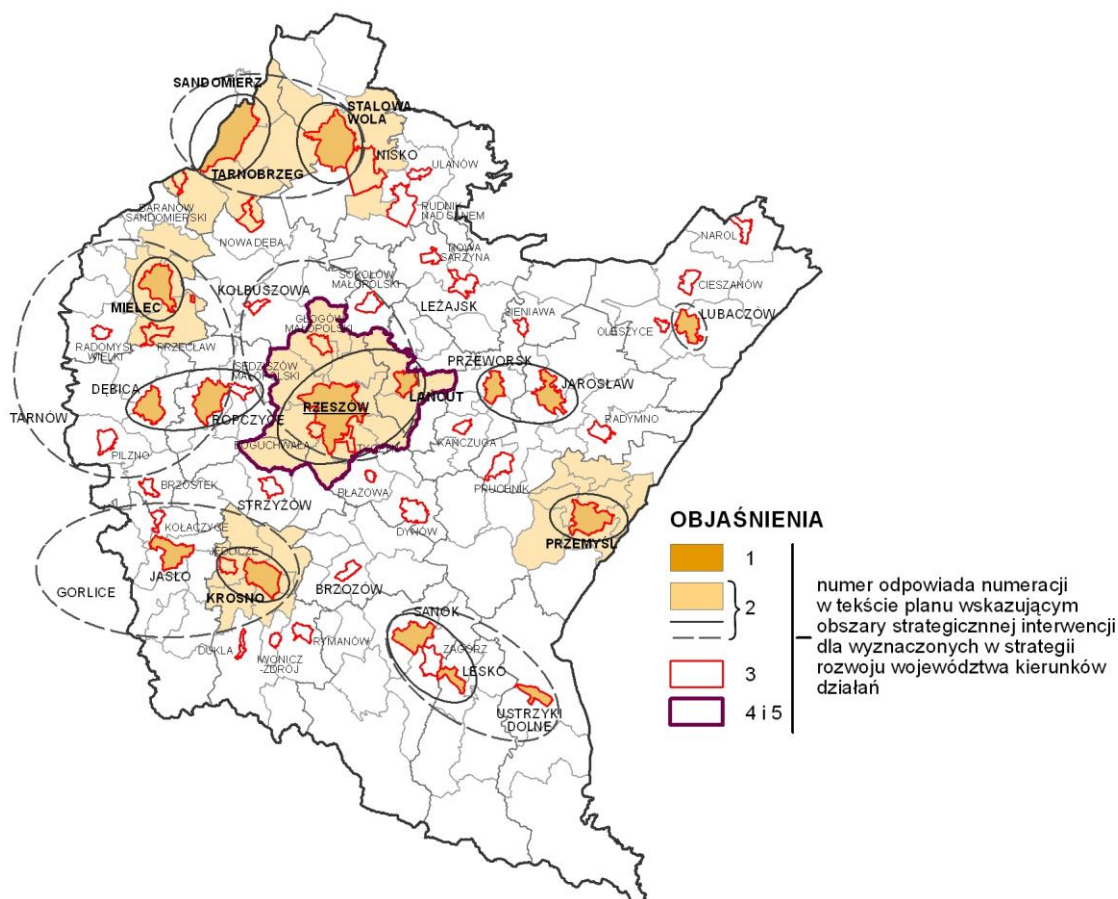 SANDOMIERZ
STALOWA
WOLA
NISKO
ULANÓW
TARNOBRZEG
BARANÓW
SANDOMIERSKI
RUDNIK
NAD SANEM
NOWA DĘBA
NAROL
NOWA
SARZYNA
SOKOŁÓW
MAŁOPOLSKI
CIESZANÓW
KOLBUSZOWA
LEŻAJSK
MIELEC
GŁOGÓW
MAŁOPOLSKI
SIENIAWA
OLESZYCE
LUBACZÓW
RADOMYŚL
WIELKI
PRZECŁAW
SĘDZISZÓW
MAŁOPOLSKI
PRZEWORSK
DĘBICA
JAROSŁAW
ŁAŃCUT
TARNÓW
ROPCZYCE
RZESZÓW
RADYMNO
PILZNO
BOGUCHWAŁA
KAŃCZUGA
BRZOSTEK
STRZYŻÓW
BŁAŻOWA
PRUCHNIK
KOŁACZYCE
DYNÓW
PRZEMYŚL
JEDLICZE
JASŁO
GORLICE
KROSNO
BRZOZÓW
SANOK
DUKLA
IWONICZ
-ZDRÓJ
RYMANÓW
ZAGÓRZ
LESKO
USTRZYKI
DOLNE
OBJAŚNIENIA
1
2
3
4 i 5
numer odpowiada numeracji
w tekście planu wskazującym
obszary strategicznnej interwencji
dla wyznaczonych w strategii
rozwoju województwa kierunków
działań